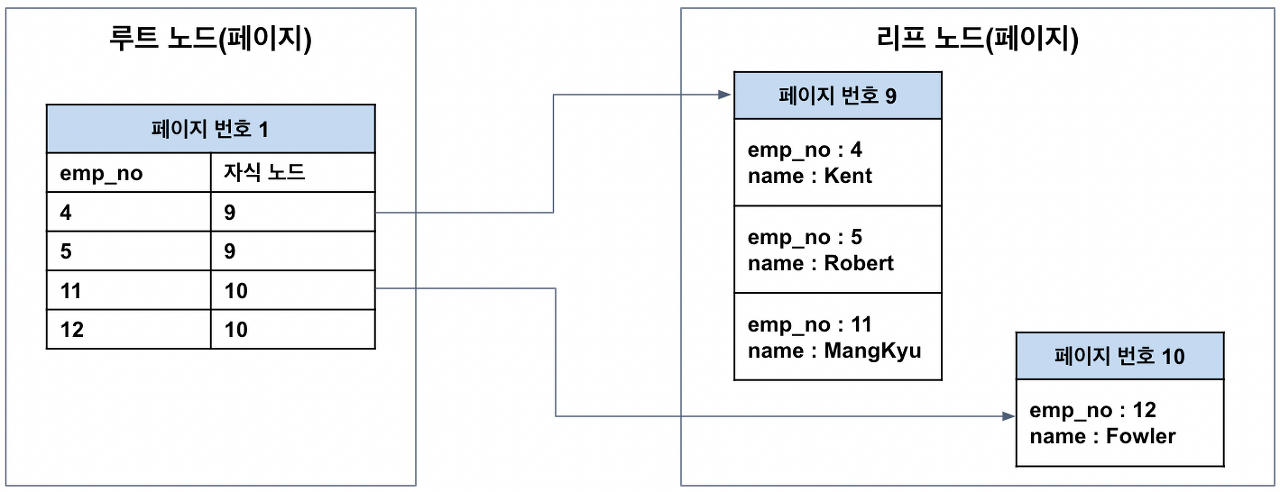 루트 노드(페이지)
페이지 번호 1
emp_no 자식 노드
4 9
5 9
11 10
12 10
리프 노드(페이지)
페이지 번호 9
emp_no : 4
name : Kent
emp_no : 5
name : Robert
emp_no : 11
name : MangKyu
페이지 번호 10
emp_no : 12
name : Fowler